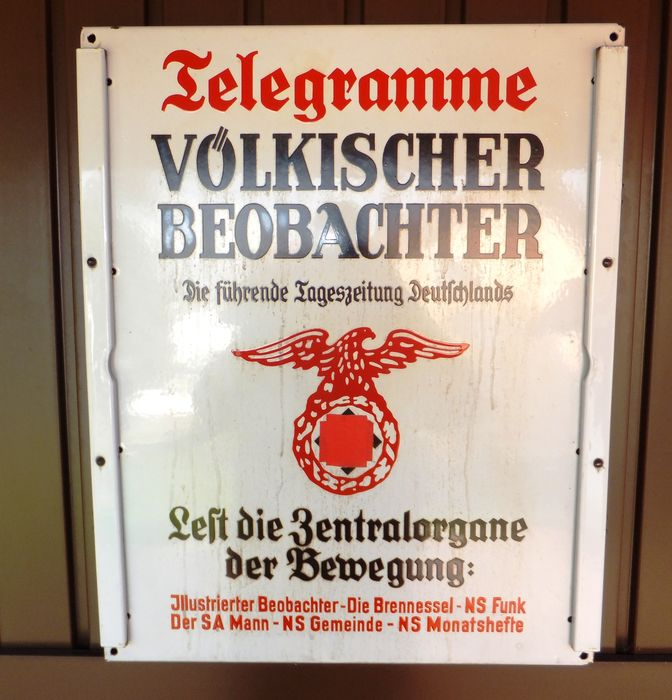 Telegramme
VÖLKISCHER
BEOBACHTER
Die führende Tageszeitung Deutschlands
Lest die Zentralorgane
der Bewegung:
Jllustrierter Beobachter-Die Brennessel-NS Funk
Der SA Mann-NS Gemeinde-NS Monatshefte